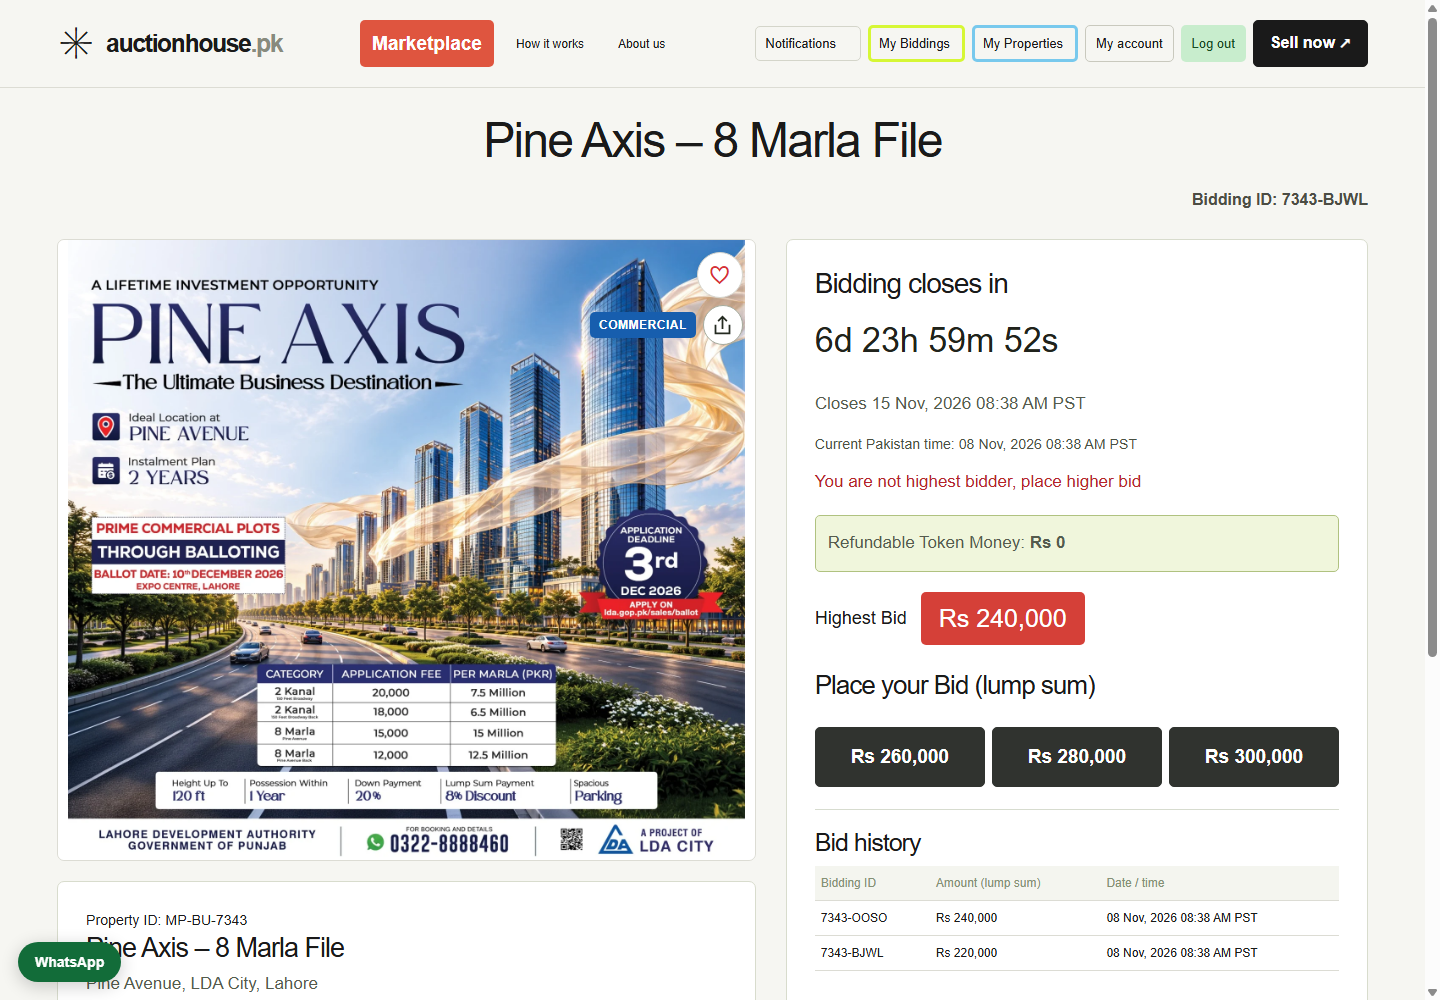 auctionhouse.pk
Marketplace
How it works
About us
Notifications
My Biddings
My Properties
My account
Log out
Sell now ↗
Pine Axis – 8 Marla File
Bidding ID: 7343-BJWL
A LIFETIME INVESTMENT OPPORTUNITY
PINE AXIS
The Ultimate Business Destination
COMMERCIAL
Ideal Location at
PINE AVENUE
Instalment Plan
2 YEARS
PRIME COMMERCIAL PLOTS
THROUGH BALLOTING
BALLOT DATE: 10th DECEMBER 2026
EXPO CENTRE, LAHORE
APPLICATION
DEADLINE
3rd
DEC 2026
APPLY ON
lda.gop.pk/sales/ballot
CATEGORY APPLICATION FEE PER MARLA (PKR)
2 Kanal 20,000 7.5 Million
2 Kanal 18,000 6.5 Million
8 Marla 15,000 15 Million
Pine Avenue
8 Marla 12,000 12.5 Million
Pine Avenue Back
Height Up To
120 ft
Possession Within
1 Year
Down Payment
20%
Lump Sum Payment
8% Discount
Spacious
Parking
LAHORE DEVELOPMENT AUTHORITY
GOVERNMENT OF PUNJAB
FOR BOOKING AND DETAILS
0322-8888460
LDA
A PROJECT OF
LDA CITY
Property ID: MP-BU-7343
Pine Axis – 8 Marla File
Pine Avenue, LDA City, Lahore
WhatsApp
Bidding closes in
6d 23h 59m 52s
Closes 15 Nov, 2026 08:38 AM PST
Current Pakistan time: 08 Nov, 2026 08:38 AM PST
You are not highest bidder, place higher bid
Refundable Token Money: Rs 0
Highest Bid Rs 240,000
Place your Bid (lump sum)
Rs 260,000
Rs 280,000
Rs 300,000
Bid history
Bidding ID Amount (lump sum) Date / time
7343-OOSO Rs 240,000 08 Nov, 2026 08:38 AM PST
7343-BJWL Rs 220,000 08 Nov, 2026 08:38 AM PST